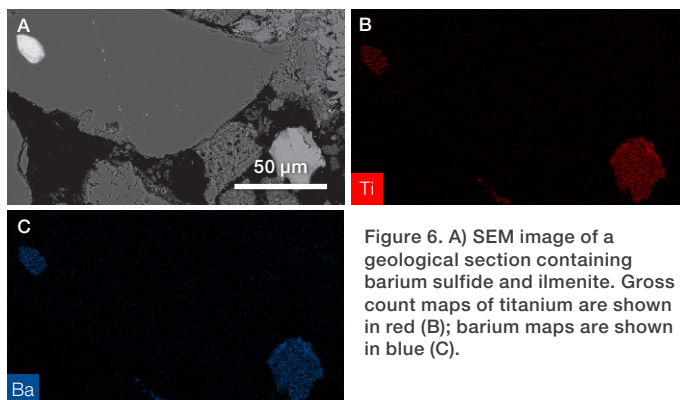 A
50 µm
B
Ti
C
Ba
Figure 6. A) SEM image of a
geological section containing
barium sulfide and ilmenite. Gross
count maps of titanium are shown
in red (B); barium maps are shown
in blue (C).